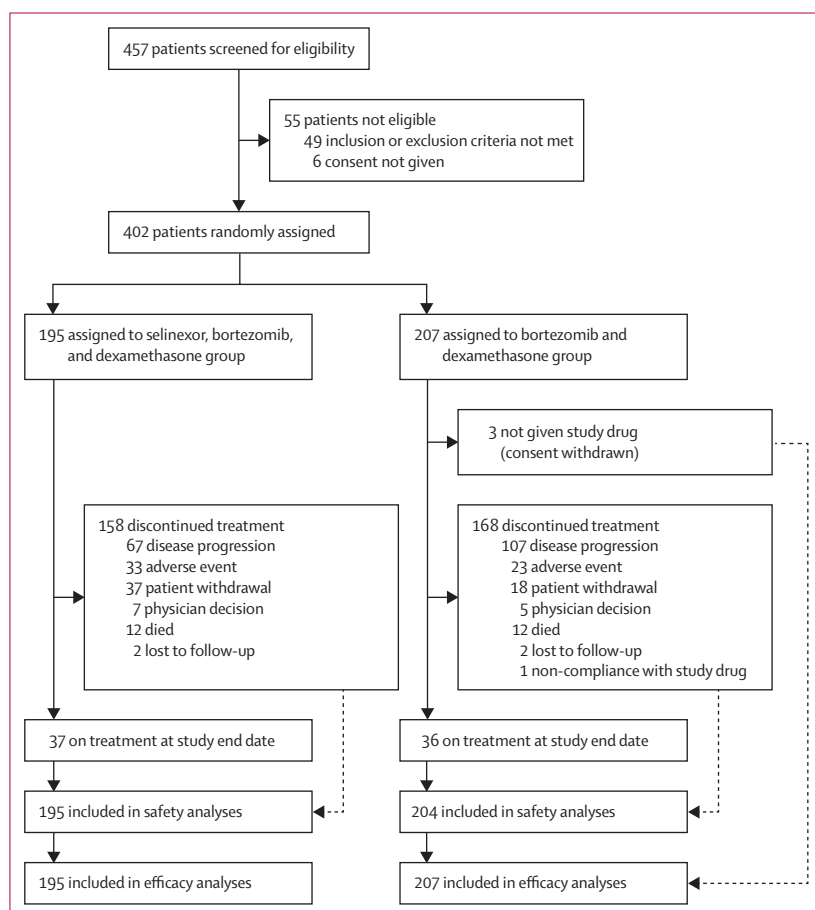 457 patients screened for eligibility
55 patients not eligible
49 inclusion or exclusion criteria not met
6 consent not given
402 patients randomly assigned
195 assigned to selinexor, bortezomib,
and dexamethasone group
207 assigned to bortezomib and
dexamethasone group
3 not given study drug
(consent withdrawn)
158 discontinued treatment
67 disease progression
33 adverse event
37 patient withdrawal
7 physician decision
12 died
2 lost to follow-up
168 discontinued treatment
107 disease progression
23 adverse event
18 patient withdrawal
5 physician decision
12 died
2 lost to follow-up
1 non-compliance with study drug
37 on treatment at study end date
36 on treatment at study end date
195 included in safety analyses
204 included in safety analyses
195 included in efficacy analyses
207 included in efficacy analyses